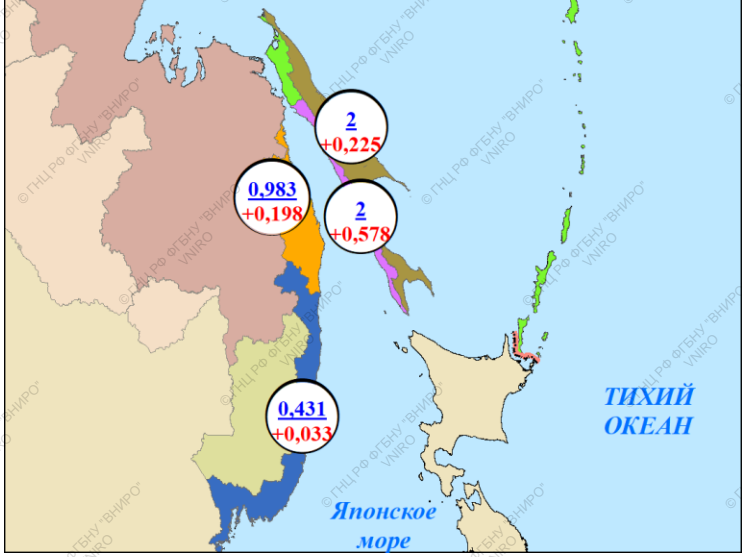 2
+0,225
0,983
+0,198
2
+0,578
0,431
+0,033
ТИХИЙ
ОКЕАН
Японское
море
© ГНЦ РФ ФГБНУ "ВНИРО"
VNIRO